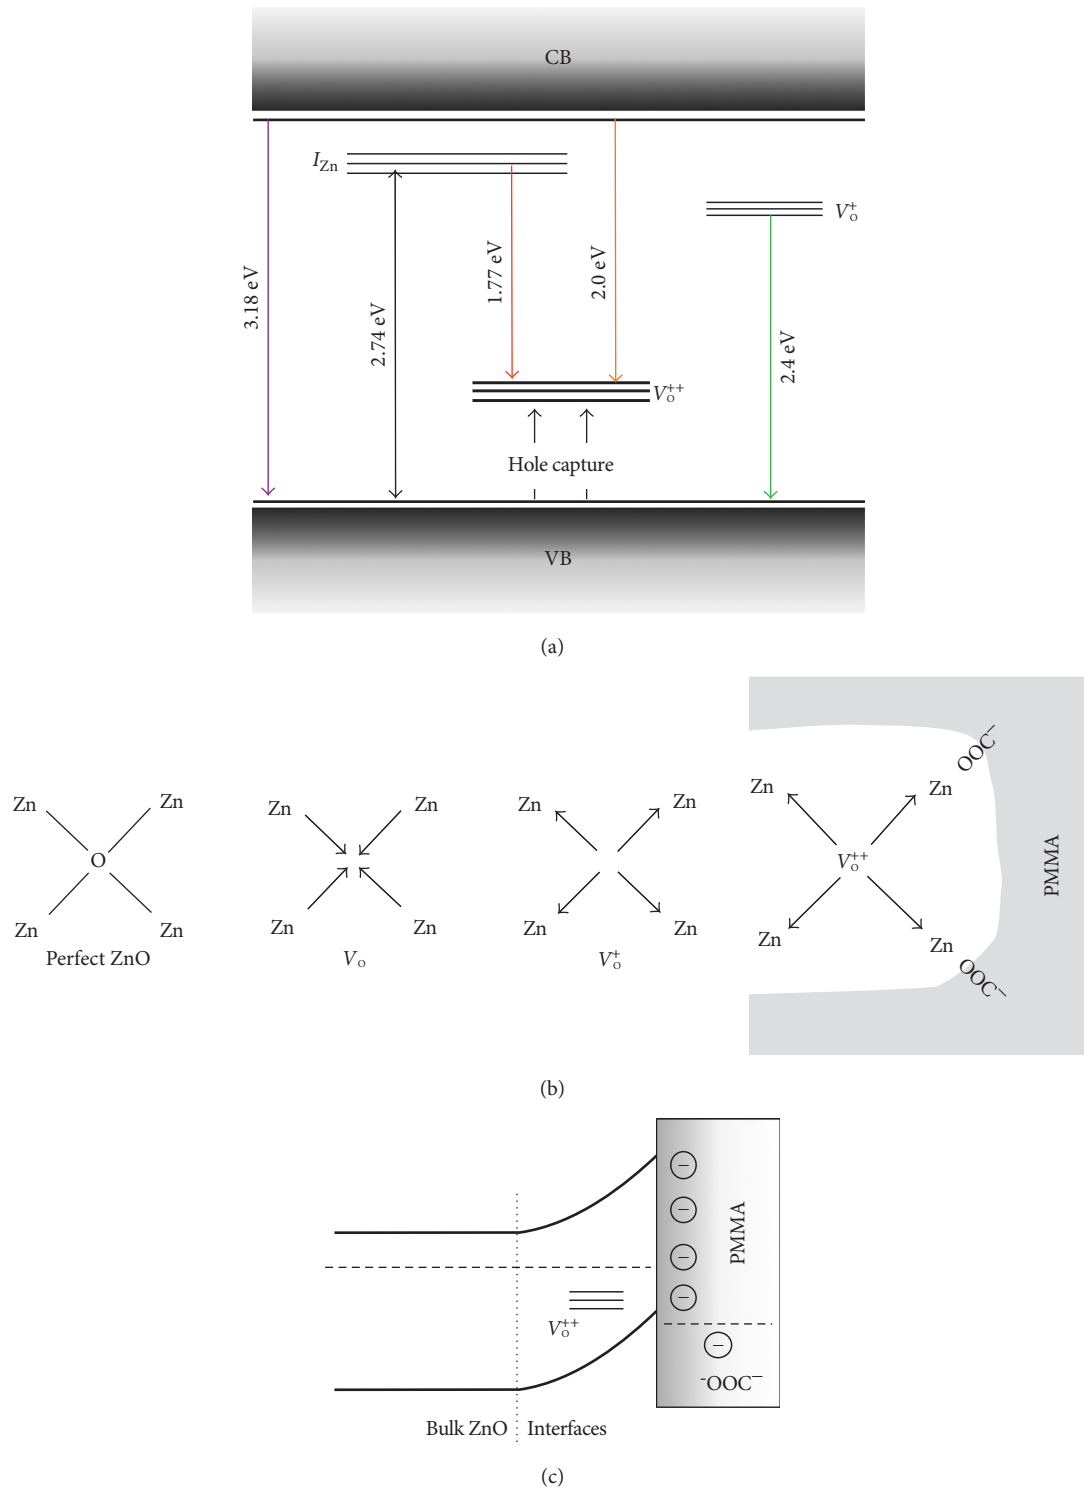 CB
I_Zn
V_o^+
3.18 eV
2.74 eV
1.77 eV
2.0 eV
2.4 eV
V_o^++
Hole capture
VB
(a)
Zn
Zn
O
Zn
Zn
Perfect ZnO
Zn
Zn
Zn
Zn
V_o
Zn
Zn
Zn
Zn
V_o^+
OOC^−
Zn
Zn
V_o^++
Zn
Zn
OOC^−
PMMA
(b)
−
−
−
−
PMMA
V_o^++
−
-OOC^−
Bulk ZnO
Interfaces
(c)